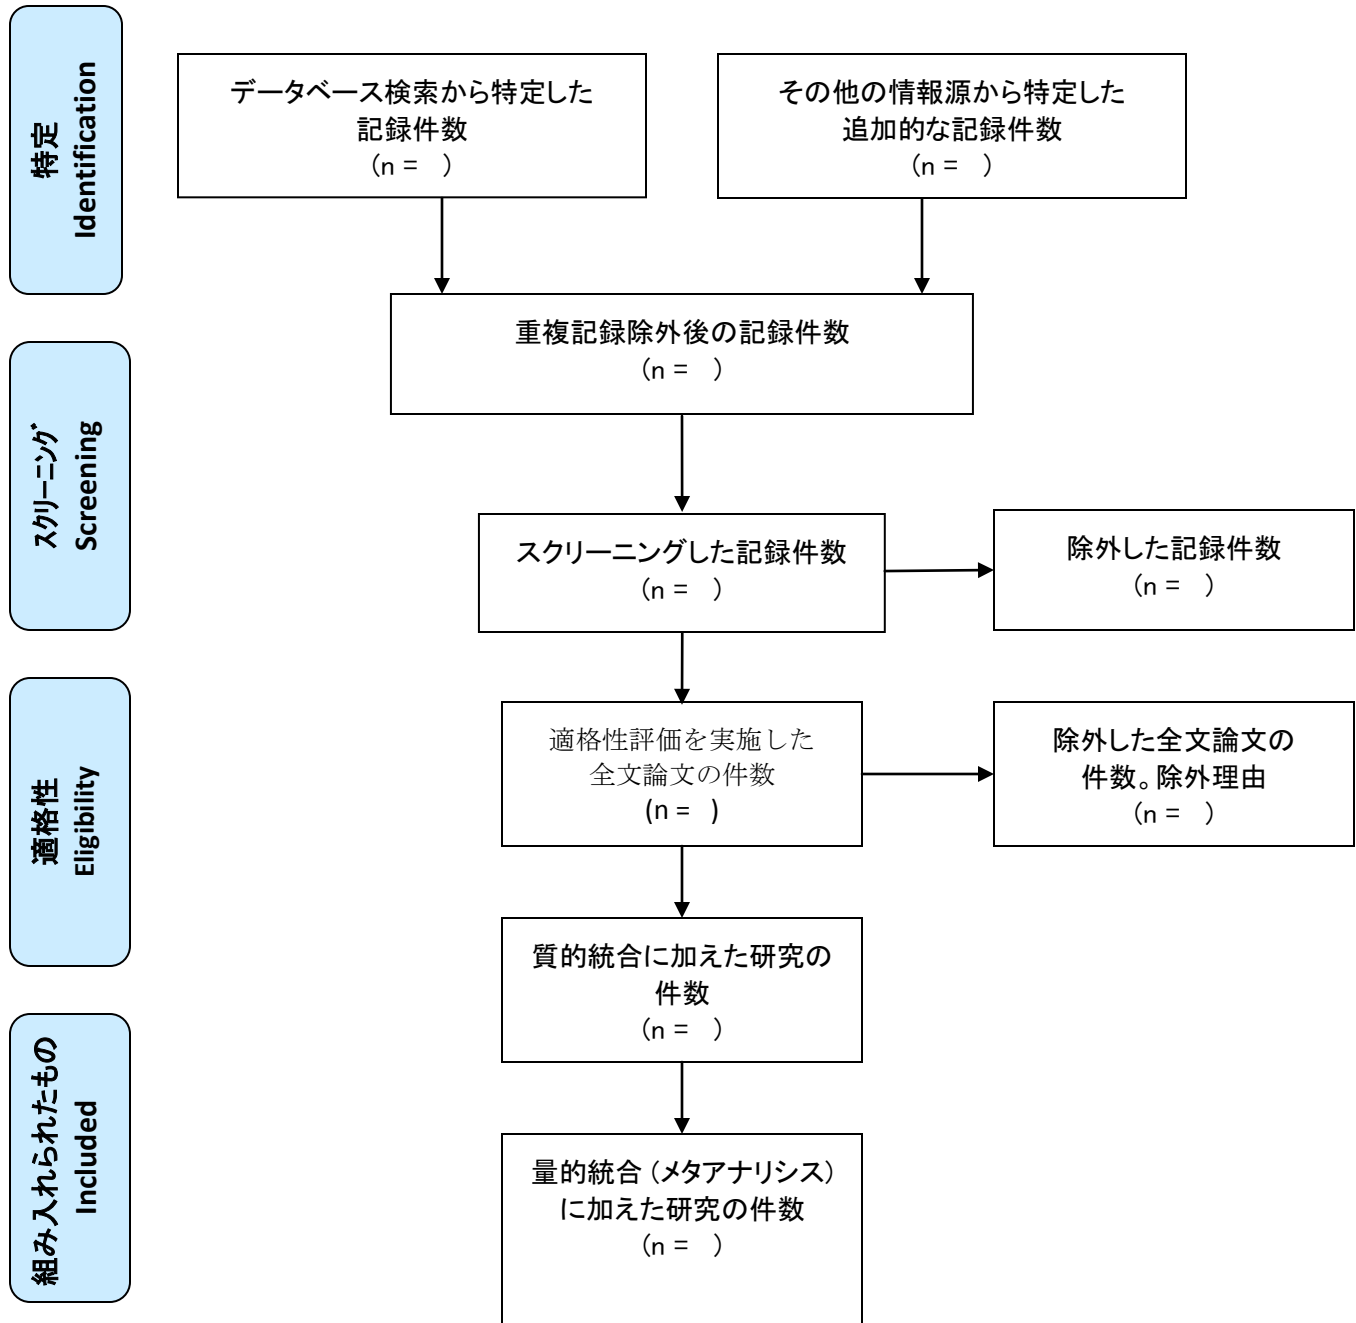 特定
Identification
データベース検索から特定した
記録件数
（n =　）
その他の情報源から特定した
追加的な記録件数
（n =　）
重複記録除外後の記録件数
（n =　）
スクリーニング
Screening
スクリーニングした記録件数
（n =　）
除外した記録件数
（n =　）
適格性
Eligibility
適格性評価を実施した
全文論文の件数
(n =　)
除外した全文論文の
件数。除外理由
（n =　）
質的統合に加えた研究の
件数
（n =　）
組み入れられたもの
Included
量的統合（メタアナリシス）
に加えた研究の件数
（n =　）